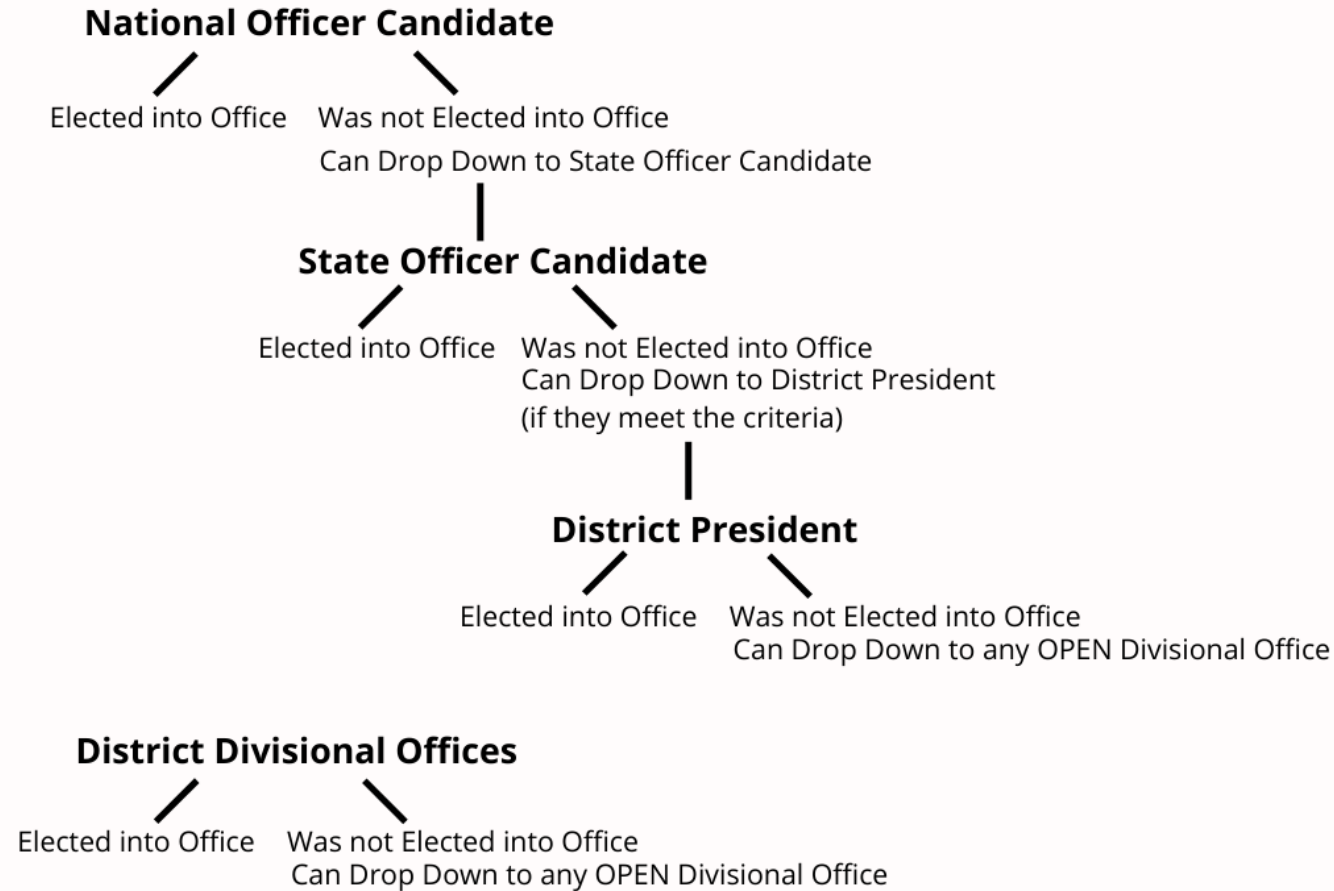 National Officer Candidate
Elected into Office
Was not Elected into Office
Can Drop Down to State Officer Candidate
State Officer Candidate
Elected into Office
Was not Elected into Office
Can Drop Down to District President
(if they meet the criteria)
District President
Elected into Office
Was not Elected into Office
Can Drop Down to any OPEN Divisional Office
District Divisional Offices
Elected into Office
Was not Elected into Office
Can Drop Down to any OPEN Divisional Office